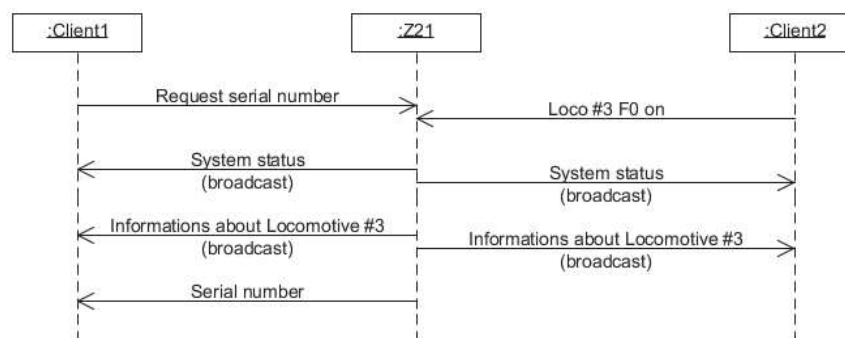 :Client1
:Z21
:Client2
Request serial number
Loco #3 F0 on
System status
(broadcast)
System status
(broadcast)
Informations about Locomotive #3
(broadcast)
Informations about Locomotive #3
(broadcast)
Serial number